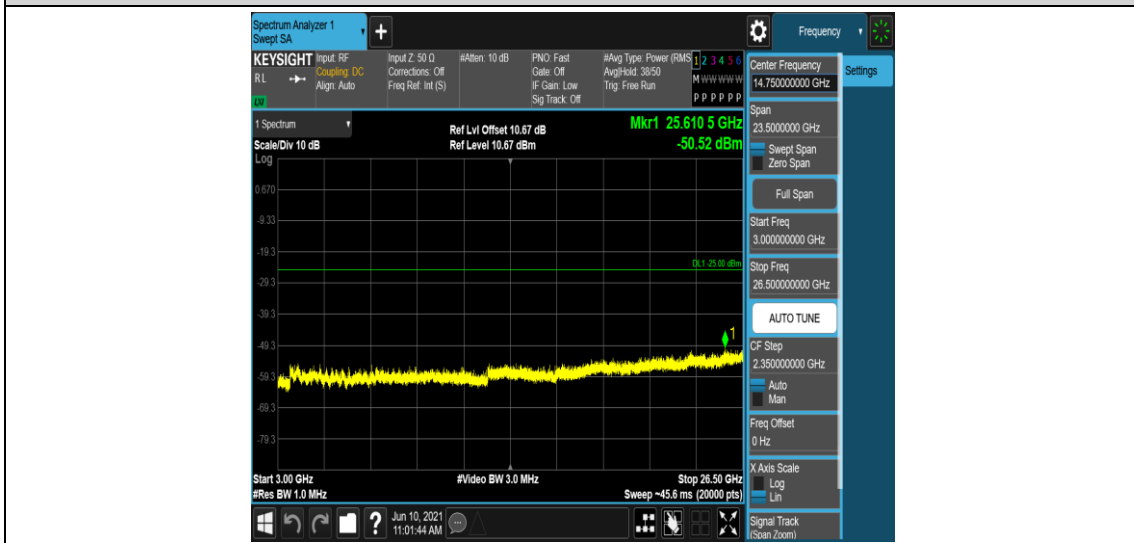 Spectrum Analyzer 1
Swept SA
+
Frequency
KEYSIGHT
RL
LXI
Input: RF
Coupling: DC
Align: Auto
Input Z: 50 Ω
Corrections: Off
Freq Ref: Int (S)
#Atten: 10 dB
PNO: Fast
Gate: Off
IF Gain: Low
Sig Track: Off
#Avg Type: Power (RMS
Avg|Hold: 38/50
Trig: Free Run
1 2 3 4 5 6
M W W W W W
P P P P P P
1 Spectrum
Scale/Div 10 dB
Ref Lvl Offset 10.67 dB
Ref Level 10.67 dBm
Mkr1 25.610 5 GHz
-50.52 dBm
Log
0.670
-9.33
-19.3
-29.3
-39.3
-49.3
-59.3
-69.3
-79.3
DL1 -25.00 dBm
1
Start 3.00 GHz
#Res BW 1.0 MHz
#Video BW 3.0 MHz
Stop 26.50 GHz
Sweep ~45.6 ms (20000 pts)
Center Frequency
14.750000000 GHz
Settings
Span
23.5000000 GHz
Swept Span
Zero Span
Full Span
Start Freq
3.000000000 GHz
Stop Freq
26.500000000 GHz
AUTO TUNE
CF Step
2.350000000 GHz
Auto
Man
Freq Offset
0 Hz
X Axis Scale
Log
Lin
Signal Track
(Span Zoom)
?
Jun 10, 2021
11:01:44 AM